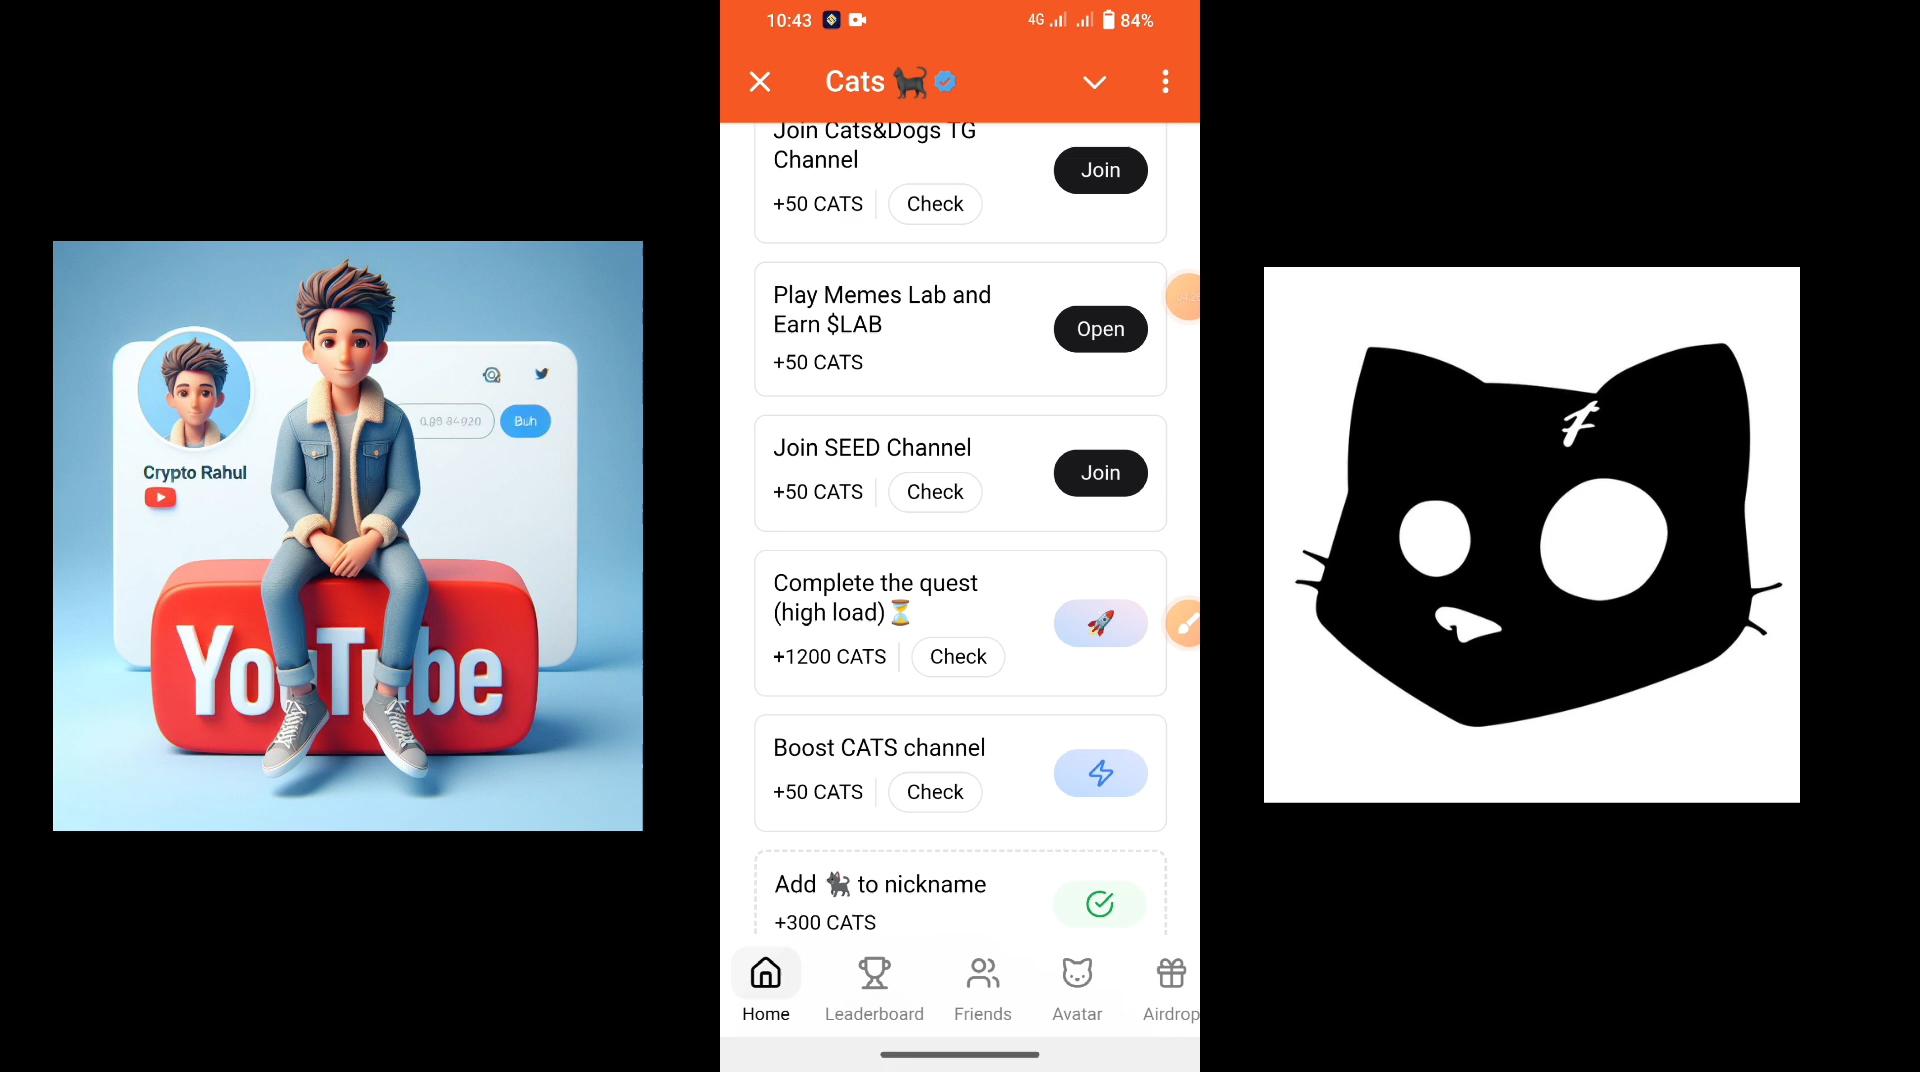 10:43
4G
84%
Cats 🐈‍⬛
Join Cats&Dogs TG
Channel
Join
+50 CATS
Check
Play Memes Lab and
Earn $LAB
Open
+50 CATS
Join SEED Channel
Join
+50 CATS
Check
Complete the quest
(high load)⏳
🚀
+1200 CATS
Check
Boost CATS channel
+50 CATS
Check
Add 🐈‍⬛ to nickname
+300 CATS
Home
Leaderboard
Friends
Avatar
Airdrop
Crypto Rahul
Buh
YouTube